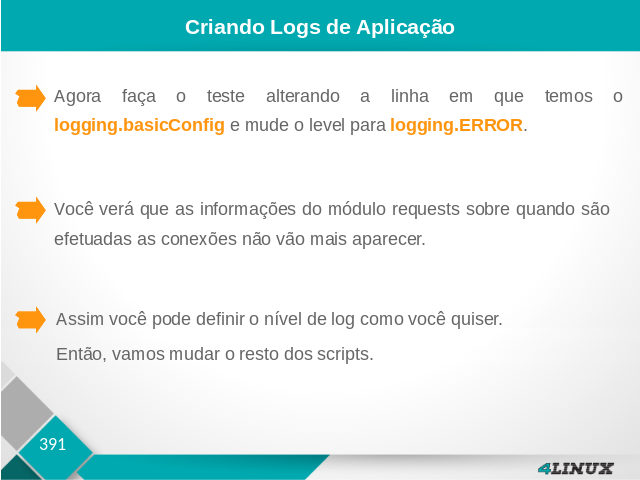 Criando Logs de Aplicação
Agora faça o teste alterando a linha em que temos o
logging.basicConfig e mude o level para logging.ERROR.
Você verá que as informações do módulo requests sobre quando são
efetuadas as conexões não vão mais aparecer.
Assim você pode definir o nível de log como você quiser.
Então, vamos mudar o resto dos scripts.
391
4LINUX